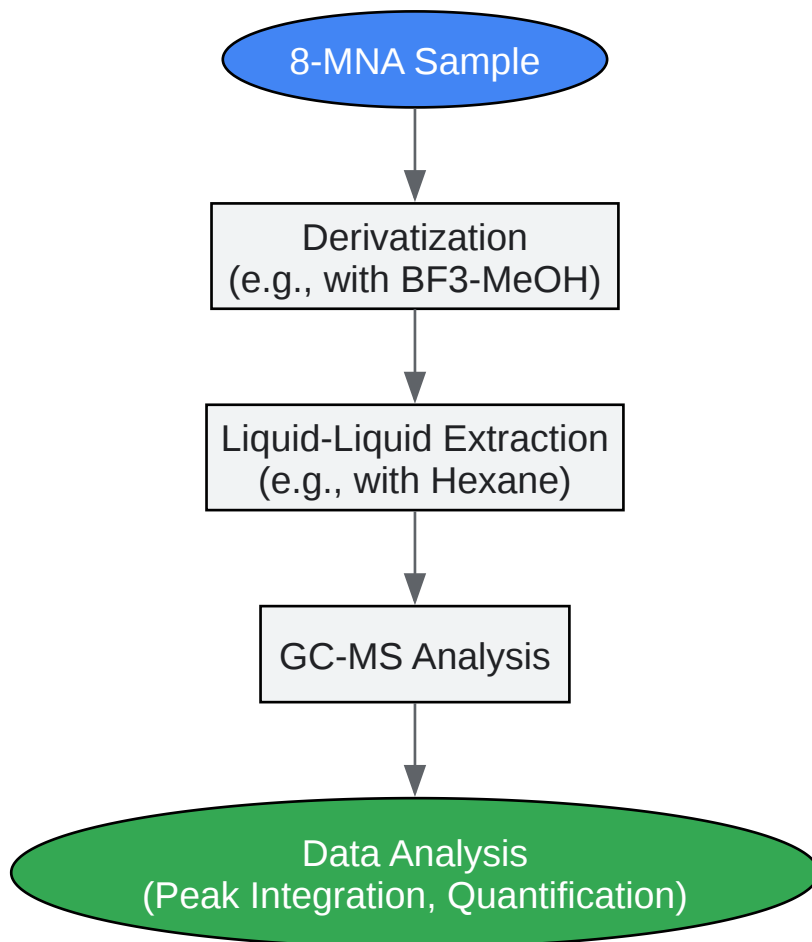 8-MNA Sample
Derivatization
(e.g., with BF3-MeOH)
Liquid-Liquid Extraction
(e.g., with Hexane)
GC-MS Analysis
Data Analysis
(Peak Integration, Quantification)